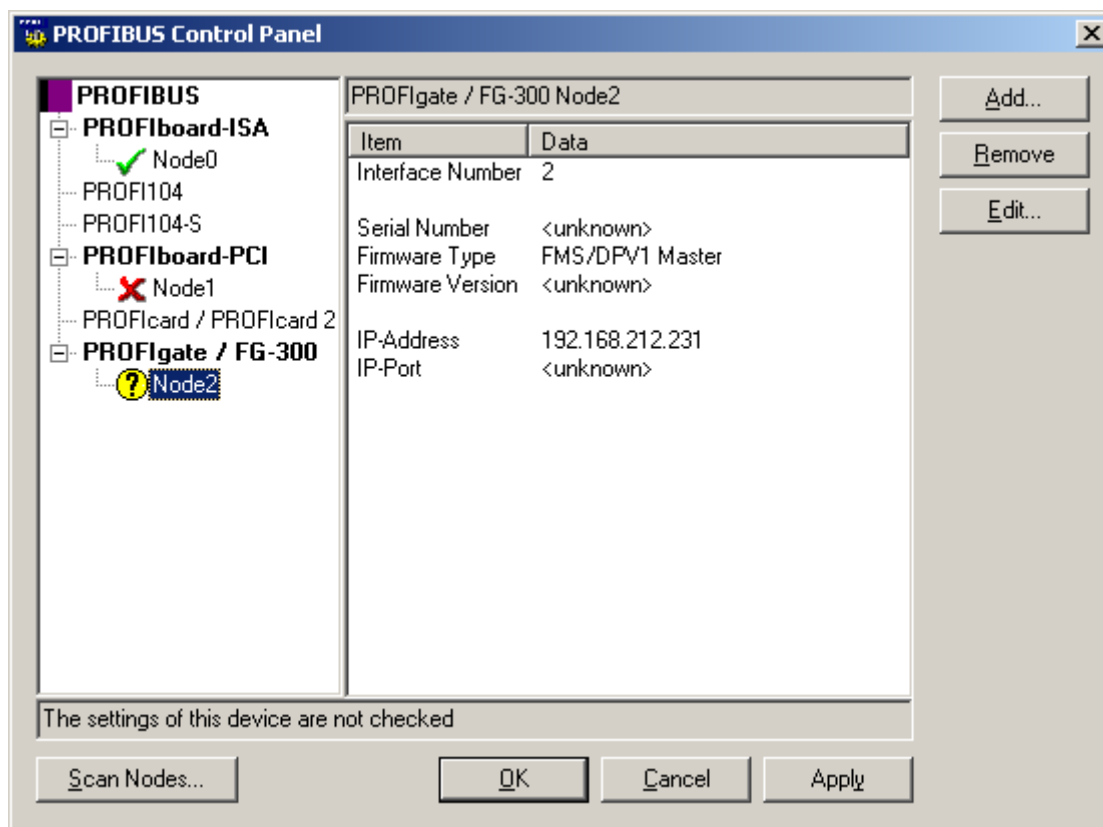 PROFIBUS Control Panel
PROFIBUS
PROFIboard-ISA
Node0
PROFI104
PROFI104-S
PROFIboard-PCI
Node1
PROFIcard / PROFIcard 2
PROFIgate / FG-300
Node2
PROFIgate / FG-300 Node2
Item Data
Interface Number 2
Serial Number <unknown>
Firmware Type FMS/DPV1 Master
Firmware Version <unknown>
IP-Address 192.168.212.231
IP-Port <unknown>
Add...
Remove
Edit...
The settings of this device are not checked
Scan Nodes...
OK
Cancel
Apply